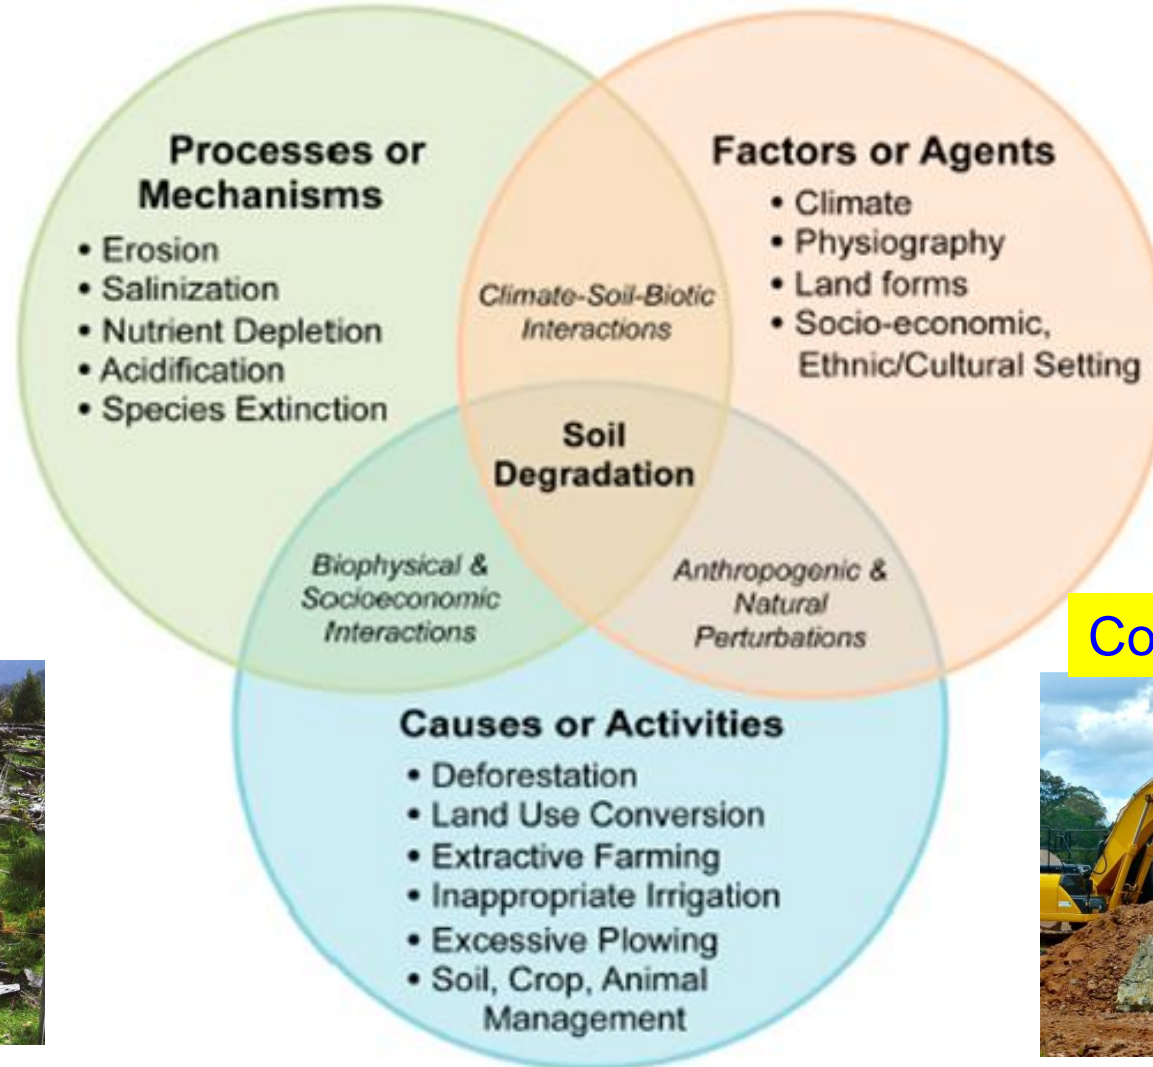 Processes or
Mechanisms
• Erosion
• Salinization
• Nutrient Depletion
• Acidification
• Species Extinction
Factors or Agents
• Climate
• Physiography
• Land forms
• Socio-economic,
Ethnic/Cultural Setting
Climate-Soil-Biotic
Interactions
Soil
Degradation
Biophysical &
Socioeconomic
Interactions
Anthropogenic &
Natural
Perturbations
Causes or Activities
• Deforestation
• Land Use Conversion
• Extractive Farming
• Inappropriate Irrigation
• Excessive Plowing
• Soil, Crop, Animal
Management
Co